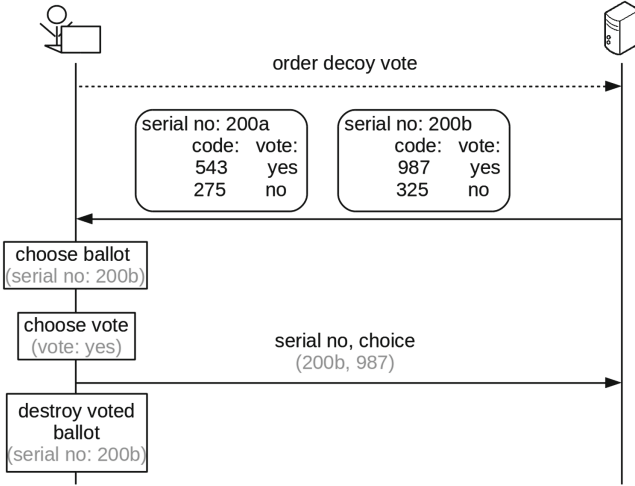 order decoy vote
serial no: 200a
code: vote:
543 yes
275 no
serial no: 200b
code: vote:
987 yes
325 no
choose ballot
(serial no: 200b)
choose vote
(vote: yes)
serial no, choice
(200b, 987)
destroy voted
ballot
(serial no: 200b)